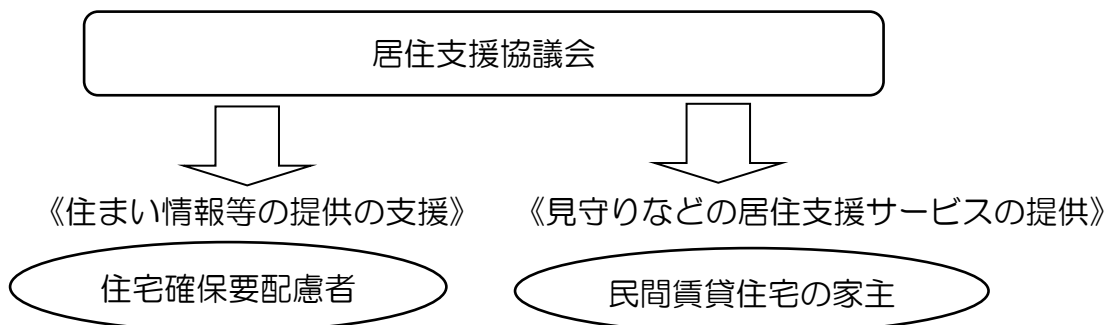 居住支援協議会
《住まい情報等の提供の支援》
《見守りなどの居住支援サービスの提供》
住宅確保要配慮者
民間賃貸住宅の家主